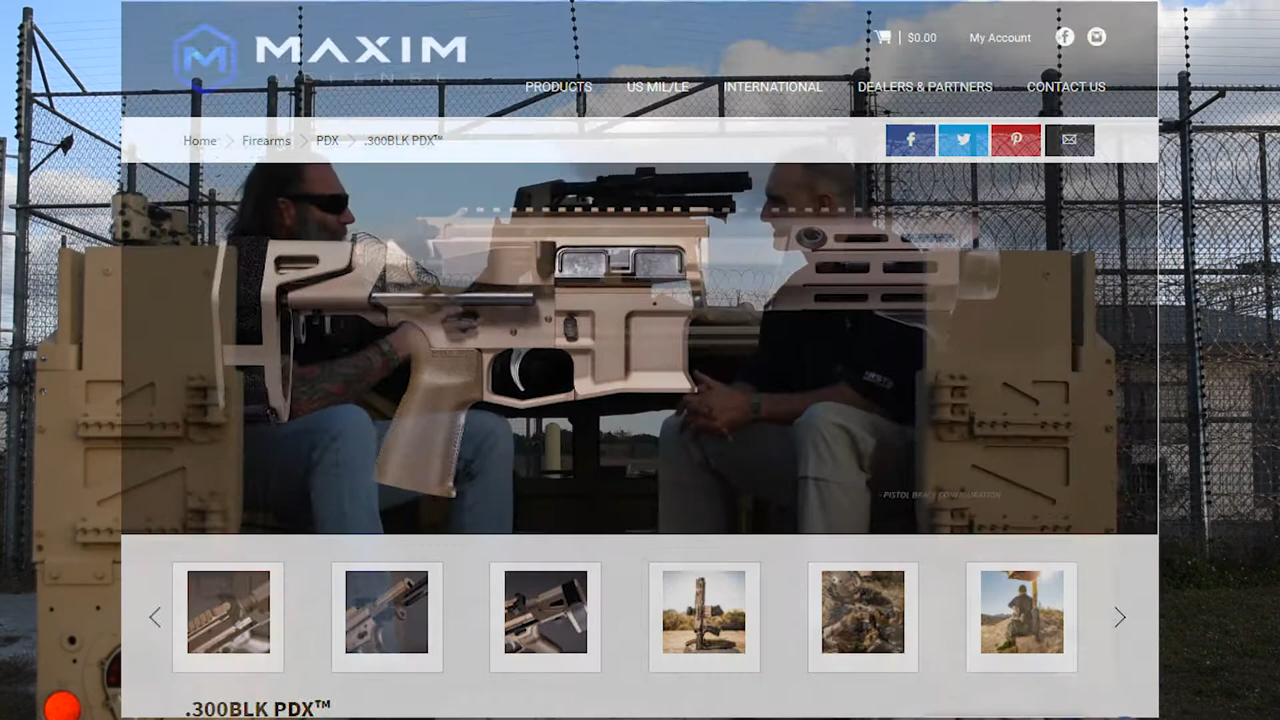 MAXIM
DEFENSE
$0.00
My Account
PRODUCTS
US MIL/LE
INTERNATIONAL
DEALERS & PARTNERS
CONTACT US
Home
Firearms
PDX
.300BLK PDX™
- PISTOL BRACE CONFIGURATION
.300BLK PDX™